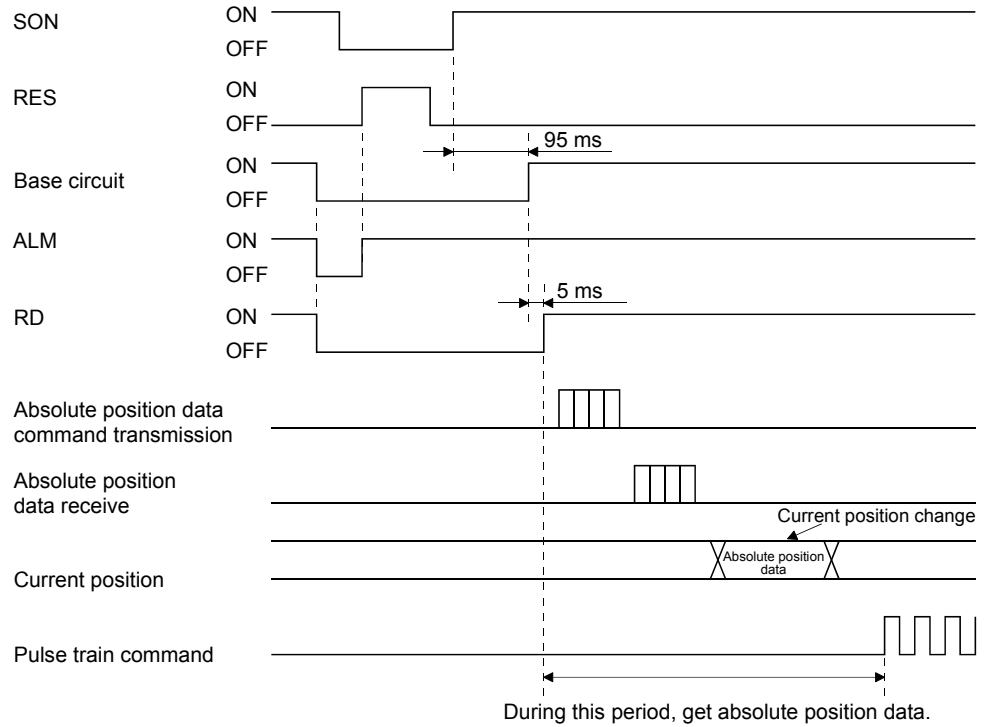 SON
ON
OFF
RES
ON
OFF
95 ms
Base circuit
ON
OFF
ALM
ON
OFF
5 ms
RD
ON
OFF
Absolute position data
command transmission
Absolute position
data receive
Current position change
Current position
Absolute position
data
Pulse train command
During this period, get absolute position data.